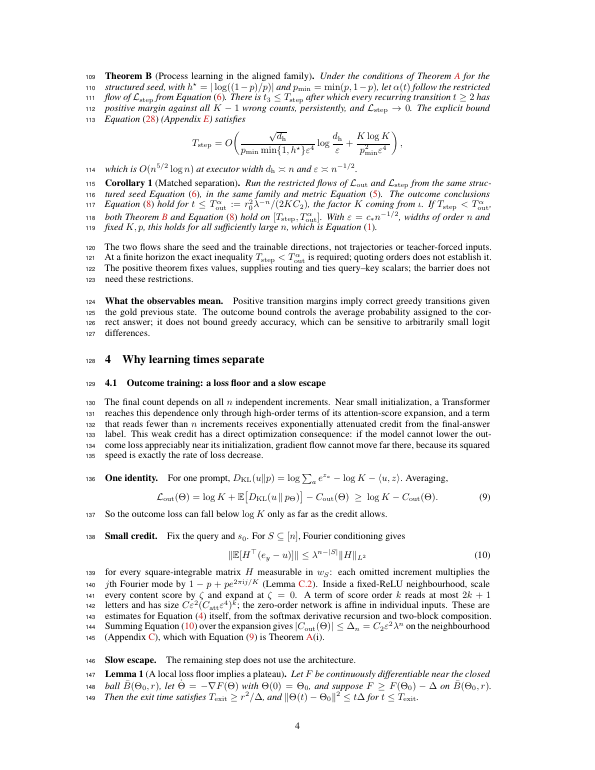 109 Theorem B (Process learning in the aligned family). Under the conditions of Theorem A for the
110 structured seed, with h⋆ = | log((1−p)/p)| and p_min = min(p, 1−p), let α(t) follow the restricted
111 flow of L_step from Equation (6). There is t_3 ≤ T_step after which every recurring transition t ≥ 2 has
112 positive margin against all K − 1 wrong counts, persistently, and L_step → 0. The explicit bound
113 Equation (28) (Appendix E) satisfies
T_step = O( √d_h / (p_min min{1, h⋆}ε^4) log d_h/ε + K log K / (p^2_min ε^4) ) ,
114 which is O(n^{5/2} log n) at executor width d_h ≍ n and ε ≍ n^{−1/2}.
115 Corollary 1 (Matched separation). Run the restricted flows of L_out and L_step from the same struc-
116 tured seed Equation (6), in the same family and metric Equation (5). The outcome conclusions
117 Equation (8) hold for t ≤ T^α_out := r_0^2 λ^{−n}/(2KC_2), the factor K coming from ι. If T_step < T^α_out,
118 both Theorem B and Equation (8) hold on [T_step, T^α_out]. With ε = c_* n^{−1/2}, widths of order n and
119 fixed K, p, this holds for all sufficiently large n, which is Equation (1).
120 The two flows share the seed and the trainable directions, not trajectories or teacher-forced inputs.
121 At a finite horizon the exact inequality T_step < T^α_out is required; quoting orders does not establish it.
122 The positive theorem fixes values, supplies routing and ties query–key scalars; the barrier does not
123 need these restrictions.
124 What the observables mean. Positive transition margins imply correct greedy transitions given
125 the gold previous state. The outcome bound controls the average probability assigned to the cor-
126 rect answer; it does not bound greedy accuracy, which can be sensitive to arbitrarily small logit
127 differences.
128 4 Why learning times separate
129 4.1 Outcome training: a loss floor and a slow escape
130 The final count depends on all n independent increments. Near small initialization, a Transformer
131 reaches this dependence only through high-order terms of its attention-score expansion, and a term
132 that reads fewer than n increments receives exponentially attenuated credit from the final-answer
133 label. This weak credit has a direct optimization consequence: if the model cannot lower the out-
134 come loss appreciably near its initialization, gradient flow cannot move far there, because its squared
135 speed is exactly the rate of loss decrease.
136 One identity. For one prompt, D_KL(u∥p) = log ∑_a e^{z_a} − log K − ⟨u, z⟩. Averaging,
L_out(Θ) = log K + E[D_KL(u ∥ p_Θ)] − C_out(Θ) ≥ log K − C_out(Θ). (9)
137 So the outcome loss can fall below log K only as far as the credit allows.
138 Small credit. Fix the query and s_0. For S ⊆ [n], Fourier conditioning gives
∥E[H^⊤(e_y − u)]∥ ≤ λ^{n−|S|} ∥H∥_{L^2} (10)
139 for every square-integrable matrix H measurable in w_S: each omitted increment multiplies the
140 jth Fourier mode by 1 − p + pe^{2πij/K} (Lemma C.2). Inside a fixed-ReLU neighbourhood, scale
141 every content score by ζ and expand at ζ = 0. A term of score order k reads at most 2k + 1
142 letters and has size Cε^2(C_att ε^4)^k; the zero-order network is affine in individual inputs. These are
143 estimates for Equation (4) itself, from the softmax derivative recursion and two-block composition.
144 Summing Equation (10) over the expansion gives |C_out(Θ)| ≤ Δ_n = C_2 ε^2 λ^n on the neighbourhood
145 (Appendix C), which with Equation (9) is Theorem A(i).
146 Slow escape. The remaining step does not use the architecture.
147 Lemma 1 (A local loss floor implies a plateau). Let F be continuously differentiable near the closed
148 ball B̄(Θ_0, r), let Θ̇ = −∇F(Θ) with Θ(0) = Θ_0, and suppose F ≥ F(Θ_0) − Δ on B̄(Θ_0, r).
149 Then the exit time satisfies T_exit ≥ r^2/Δ, and ∥Θ(t) − Θ_0∥^2 ≤ tΔ for t ≤ T_exit.
4